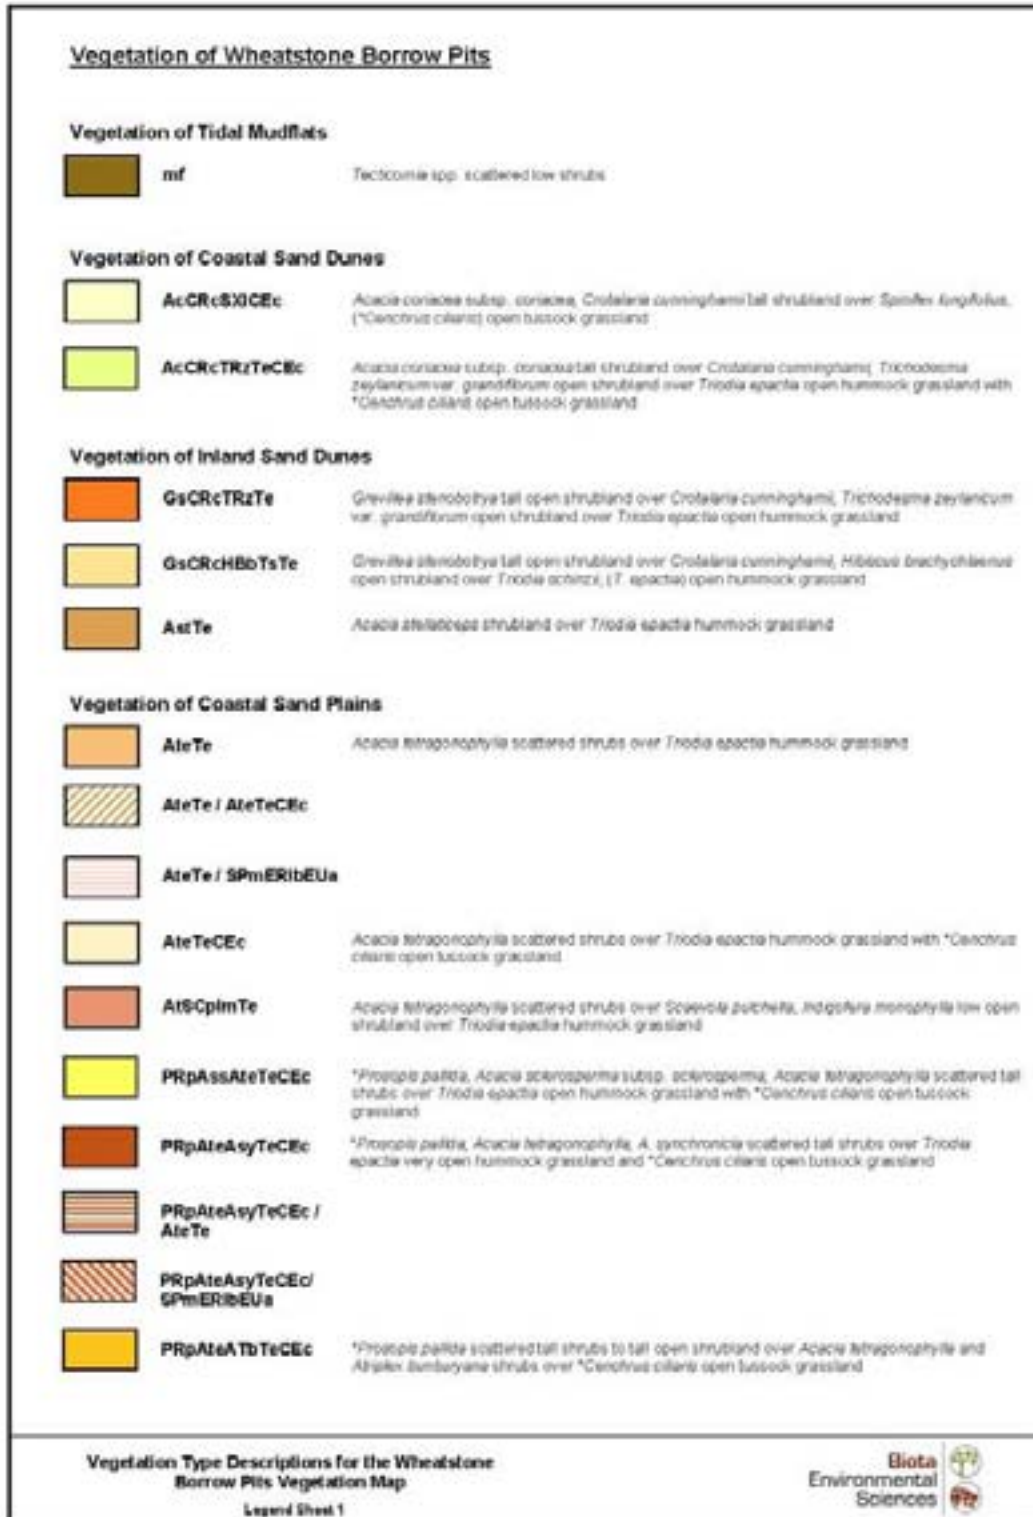 Vegetation of Wheatstone Borrow Pits
Vegetation of Tidal Mudflats
mf Tecticornia spp. scattered low shrubs
Vegetation of Coastal Sand Dunes
AcCRcSXlCEc Acacia coriacea subsp. coriacea, Crotalaria cunninghamii tall shrubland over Spinifex longifolius,
(*Cenchrus ciliaris) open tussock grassland
AcCRcTRzTeCEc Acacia coriacea subsp. coriacea tall shrubland over Crotalaria cunninghamii, Trichodesma
zeylanicum var. grandiflorum open shrubland over Triodia epactia open hummock grassland with
*Cenchrus ciliaris open tussock grassland
Vegetation of Inland Sand Dunes
GsCRcTRzTe Grevillea stenobotrya tall open shrubland over Crotalaria cunninghamii, Trichodesma zeylanicum
var. grandiflorum open shrubland over Triodia epactia open hummock grassland
GsCRcHBbTsTe Grevillea stenobotrya tall open shrubland over Crotalaria cunninghamii, Hibiscus brachychlaenus
open shrubland over Triodia schinzii, (T. epactia) open hummock grassland
AstTe Acacia stellaticeps shrubland over Triodia epactia hummock grassland
Vegetation of Coastal Sand Plains
AteTe Acacia tetragonophylla scattered shrubs over Triodia epactia hummock grassland
AteTe / AteTeCEc
AteTe / SPmERIbEUa
AteTeCEc Acacia tetragonophylla scattered shrubs over Triodia epactia hummock grassland with *Cenchrus
ciliaris open tussock grassland
AtSCpImTe Acacia tetragonophylla scattered shrubs over Scaevola pulchella, Indigofera monophylla low open
shrubland over Triodia epactia hummock grassland
PRpAssAteTeCEc *Prosopis pallida, Acacia sclerosperma subsp. sclerosperma, Acacia tetragonophylla scattered tall
shrubs over Triodia epactia open hummock grassland with *Cenchrus ciliaris open tussock
grassland
PRpAteAsyTeCEc *Prosopis pallida, Acacia tetragonophylla, A. synchronicia scattered tall shrubs over Triodia
epactia very open hummock grassland and *Cenchrus ciliaris open tussock grassland
PRpAteAsyTeCEc /
AteTe
PRpAteAsyTeCEc/
SPmERIbEUa
PRpAteATbTeCEc *Prosopis pallida scattered tall shrubs to tall open shrubland over Acacia tetragonophylla and
Atriplex bunburyana shrubs over *Cenchrus ciliaris open tussock grassland
Vegetation Type Descriptions for the Wheatstone
Borrow Pits Vegetation Map
Legend Sheet 1
Biota
Environmental
Sciences